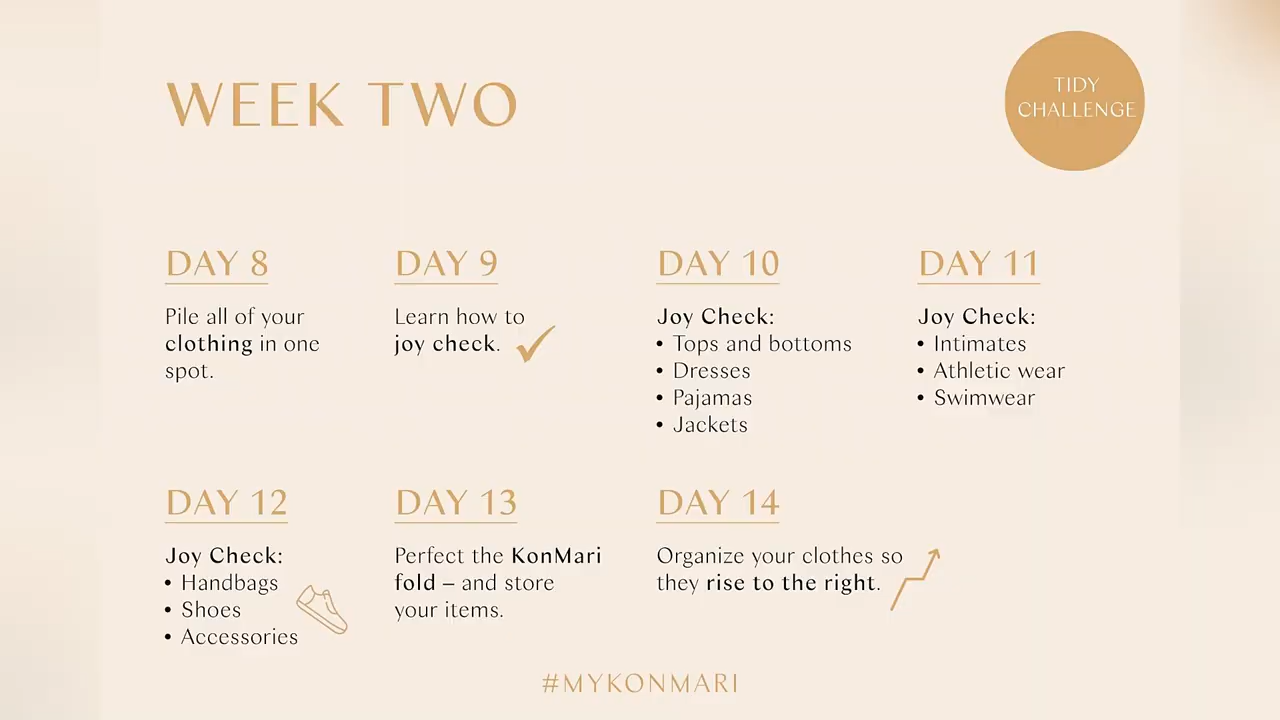 WEEK TWO
TIDY
CHALLENGE
DAY 8
Pile all of your
clothing in one
spot.
DAY 9
Learn how to
joy check.
DAY 10
Joy Check:
• Tops and bottoms
• Dresses
• Pajamas
• Jackets
DAY 11
Joy Check:
• Intimates
• Athletic wear
• Swimwear
DAY 12
Joy Check:
• Handbags
• Shoes
• Accessories
DAY 13
Perfect the KonMari
fold – and store
your items.
DAY 14
Organize your clothes so
they rise to the right.
#MYKONMARI